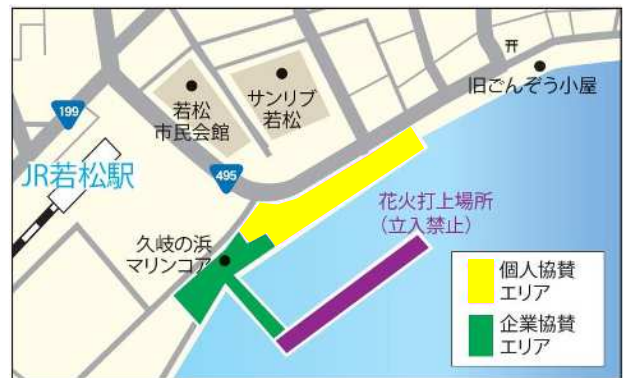 旧ごんぞう小屋
サンリブ
若松
若松
市民会館
199
JR若松駅
495
花火打上場所
(立入禁止)
久岐の浜
マリンコア
個人協賛
エリア
企業協賛
エリア